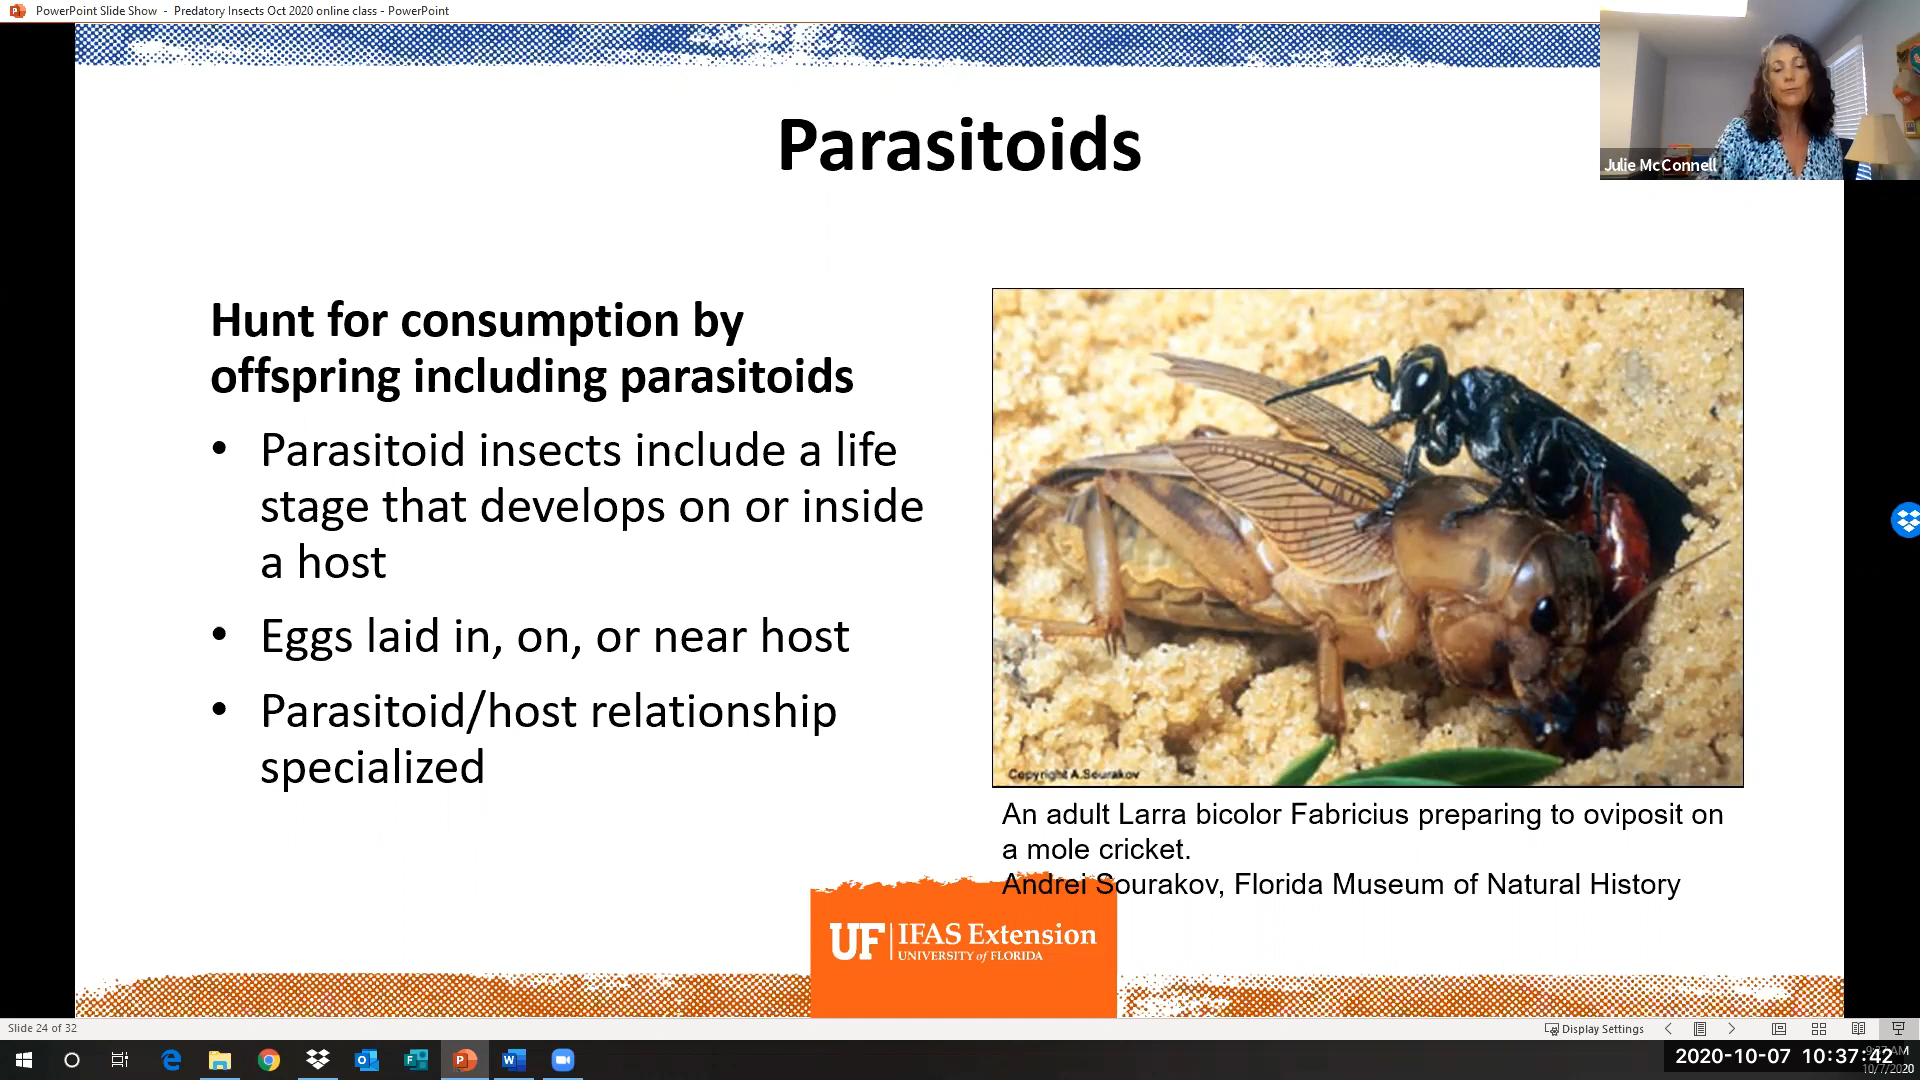 PowerPoint Slide Show - Predatory Insects Oct 2020 online class - PowerPoint
Parasitoids
Julie McConnell
Hunt for consumption by
offspring including parasitoids
• Parasitoid insects include a life
stage that develops on or inside
a host
• Eggs laid in, on, or near host
• Parasitoid/host relationship
specialized
Copyright A.Sourakov
An adult Larra bicolor Fabricius preparing to oviposit on
a mole cricket.
Andrei Sourakov, Florida Museum of Natural History
UF IFAS Extension
UNIVERSITY of FLORIDA
Slide 24 of 32
Display Settings
2020-10-07 10:37:42
10/7/2020